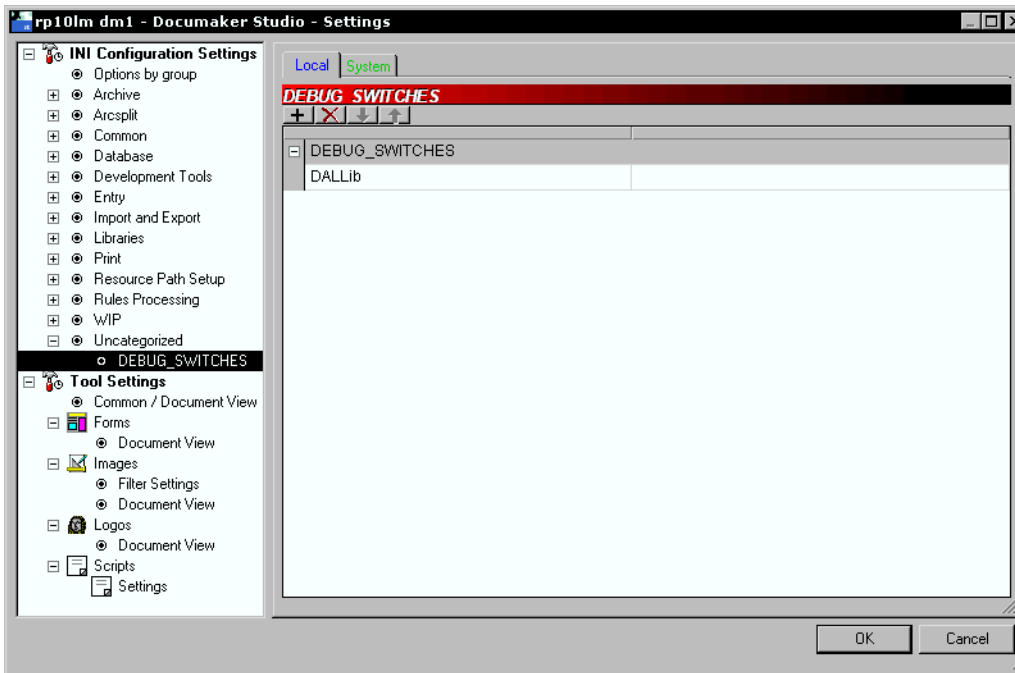 rp10lm dm1 - Documaker Studio - Settings
INI Configuration Settings
Options by group
Archive
Arcsplit
Common
Database
Development Tools
Entry
Import and Export
Libraries
Print
Resource Path Setup
Rules Processing
WIP
Uncategorized
DEBUG_SWITCHES
Tool Settings
Common / Document View
Forms
Document View
Images
Filter Settings
Document View
Logos
Document View
Scripts
Settings
Local System
DEBUG_SWITCHES
DEBUG_SWITCHES
DALLib
OK Cancel